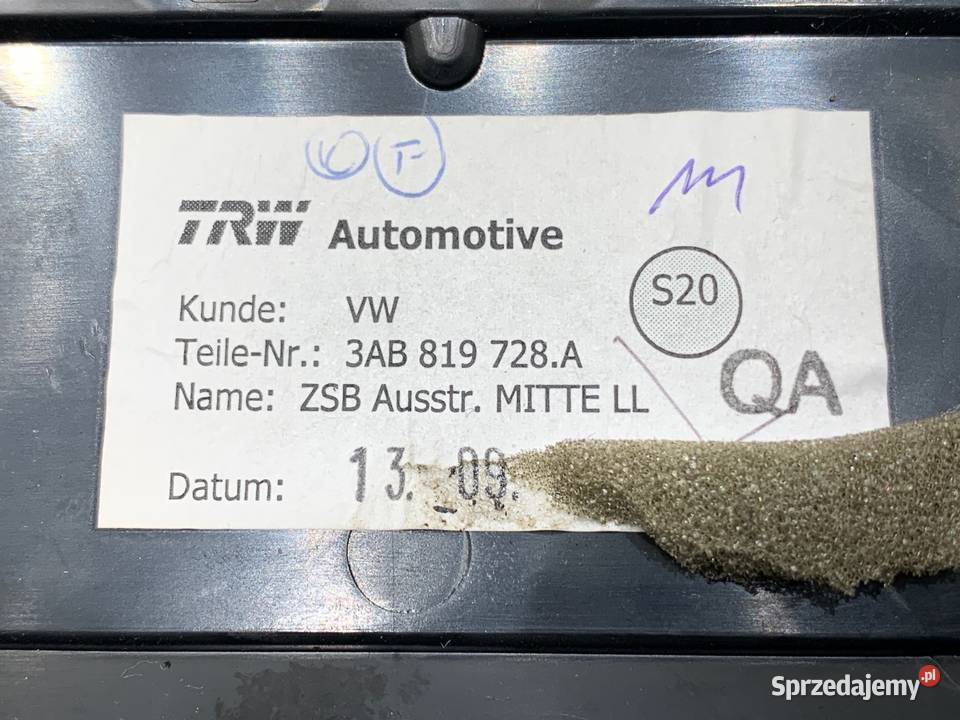 TRW Automotive
S20
Kunde: VW
Teile-Nr.: 3AB 819 728.A
Name: ZSB Ausstr. MITTE LL
QA
Datum: 13. 09.
Sprzedajemy.pl